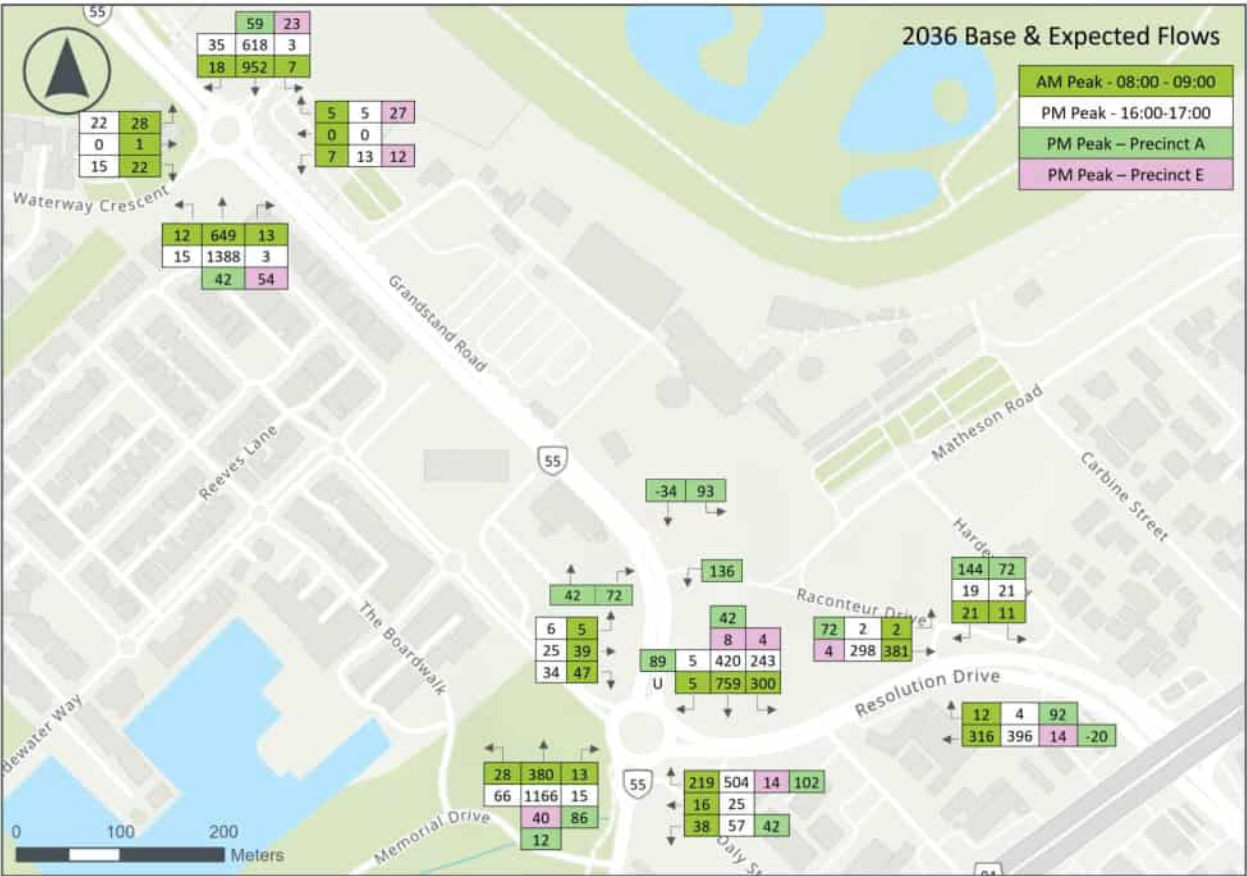 55
2036 Base & Expected Flows
AM Peak - 08:00 - 09:00
PM Peak - 16:00-17:00
PM Peak – Precinct A
PM Peak – Precinct E
59 23
35 618 3
18 952 7
22 28
0 1
15 22
5 5 27
0 0
7 13 12
Waterway Crescent
12 649 13
15 1388 3
42 54
Grandstand Road
Reeves Lane
55
Matheson Road
Carbine Street
-34 93
136
42 72
Raconteur Drive
144 72
19 21
21 11
6 5
25 39
34 47
42
8 4
89 5 420 243
U 5 759 300
72 2 2
4 298 381
The Boardwalk
Resolution Drive
12 4 92
316 396 14 -20
28 380 13
66 1166 15
40 86
12
55
219 504 14 102
16 25
38 57 42
Memorial Drive
0 100 200
Meters